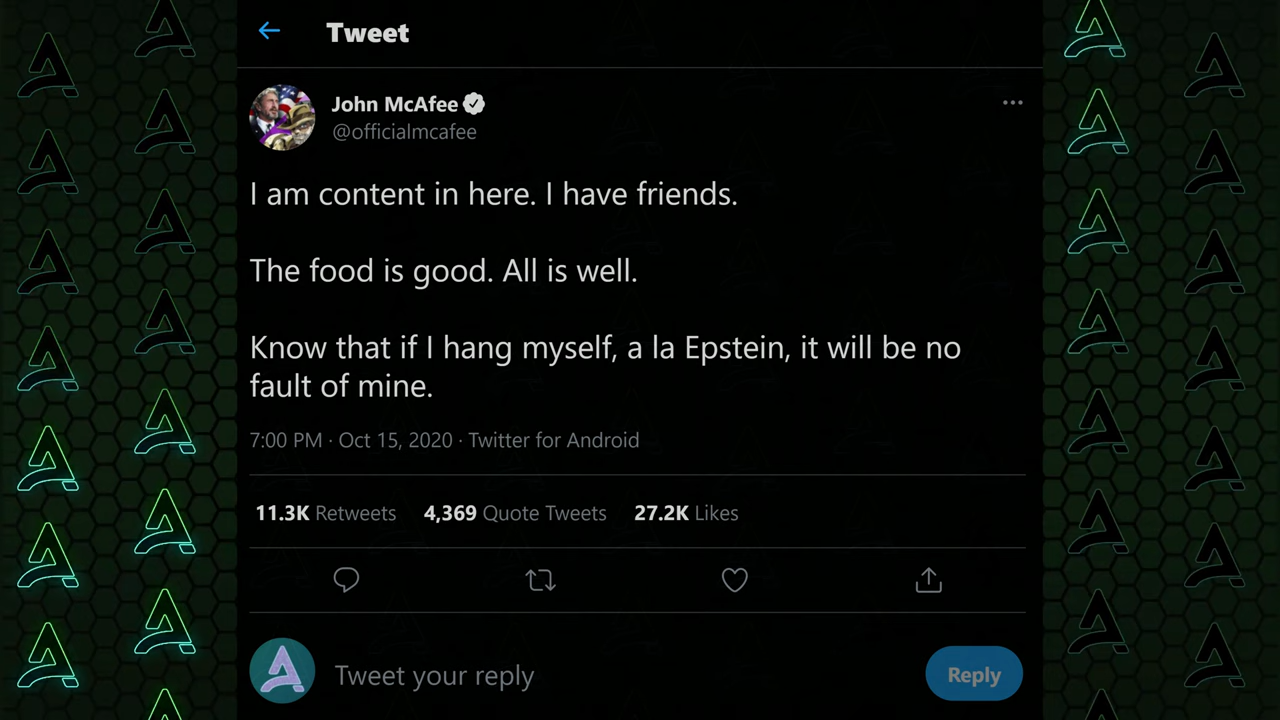 Tweet
John McAfee
@officialmcafee
I am content in here. I have friends.
The food is good. All is well.
Know that if I hang myself, a la Epstein, it will be no
fault of mine.
7:00 PM · Oct 15, 2020 · Twitter for Android
11.3K Retweets 4,369 Quote Tweets 27.2K Likes
Tweet your reply
Reply